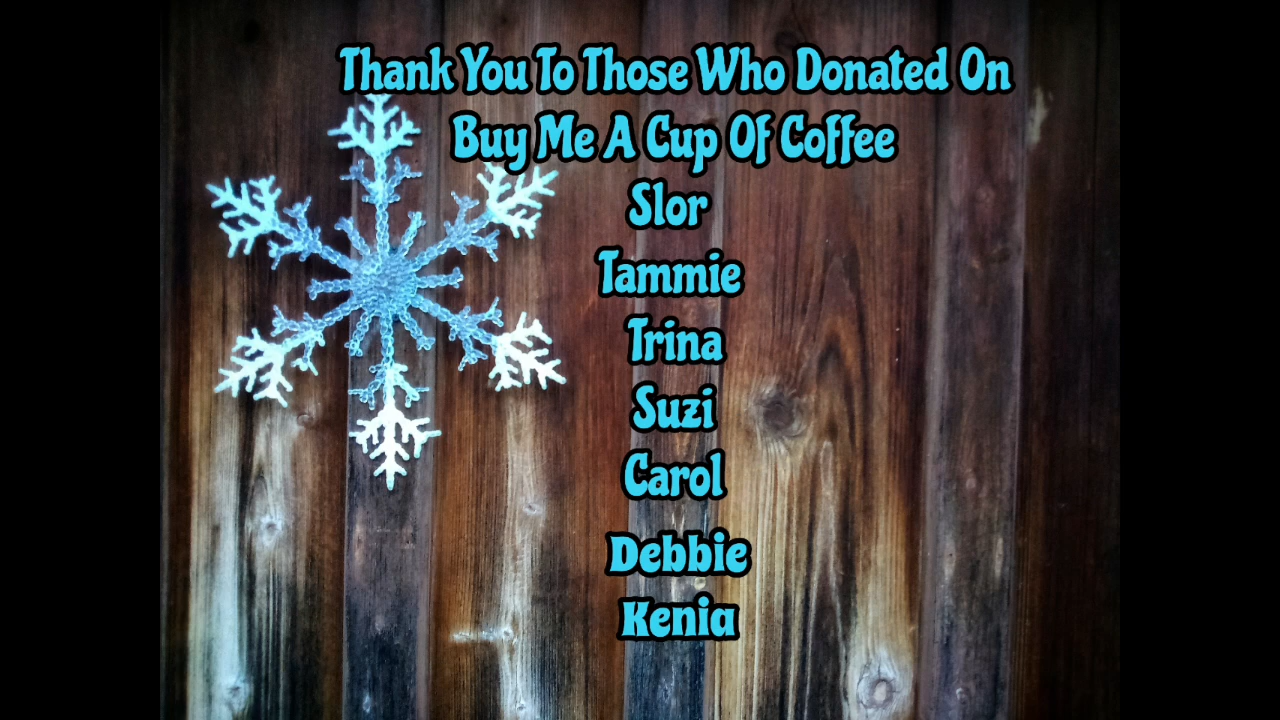 Thank You To Those Who Donated On
Buy Me A Cup Of Coffee
Slor
Tammie
Trina
Suzi
Carol
Debbie
Kenia